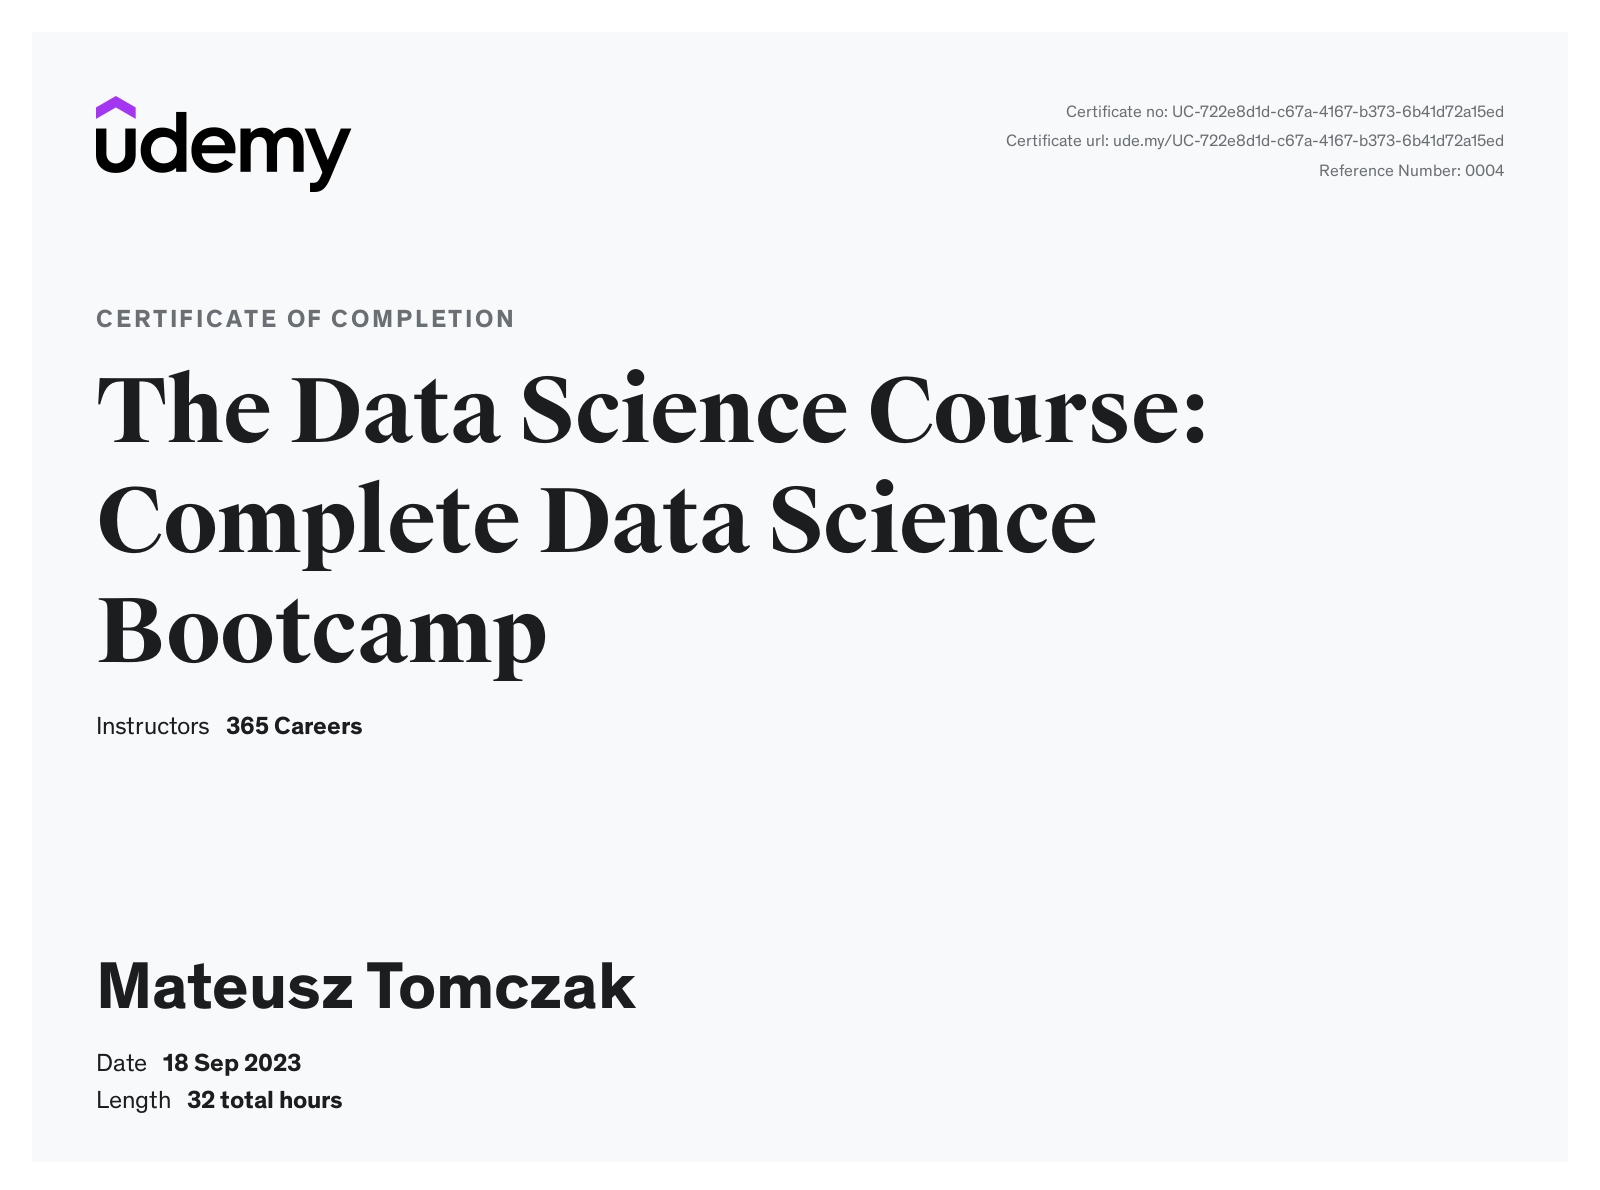 udemy
Certificate no: UC-722e8d1d-c67a-4167-b373-6b41d72a15ed
Certificate url: ude.my/UC-722e8d1d-c67a-4167-b373-6b41d72a15ed
Reference Number: 0004
CERTIFICATE OF COMPLETION
The Data Science Course:
Complete Data Science
Bootcamp
Instructors 365 Careers
Mateusz Tomczak
Date 18 Sep 2023
Length 32 total hours